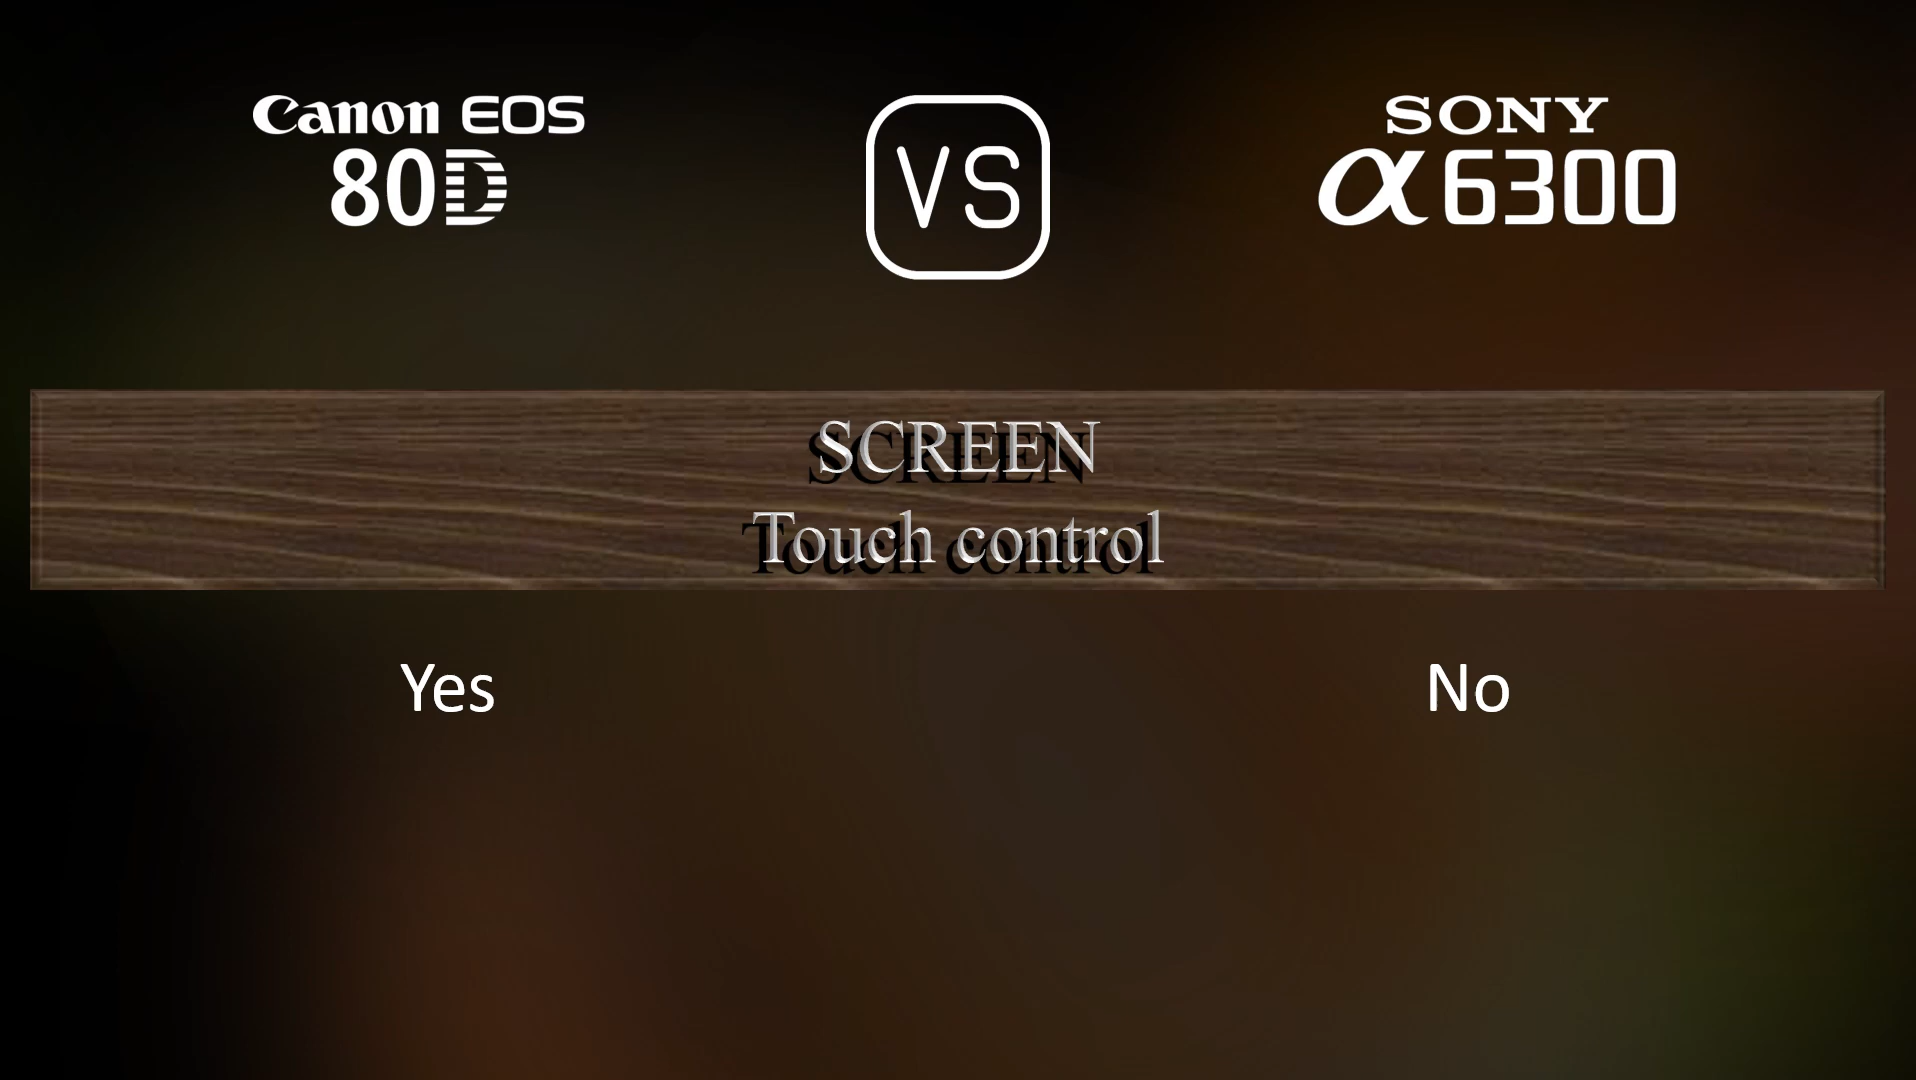 Canon EOS
80D
VS
SONY
α6300
SCREEN
Touch control
Yes
No